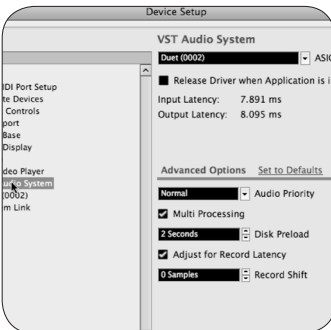 Device Setup
VST Audio System
Duet (0002)
ASIO
Release Driver when Application is i
Input Latency: 7.891 ms
Output Latency: 8.095 ms
IDI Port Setup
te Devices
Controls
port
Base
Display
deo Player
udio System
(0002)
m Link
Advanced Options Set to Defaults
Normal Audio Priority
Multi Processing
2 Seconds Disk Preload
Adjust for Record Latency
0 Samples Record Shift